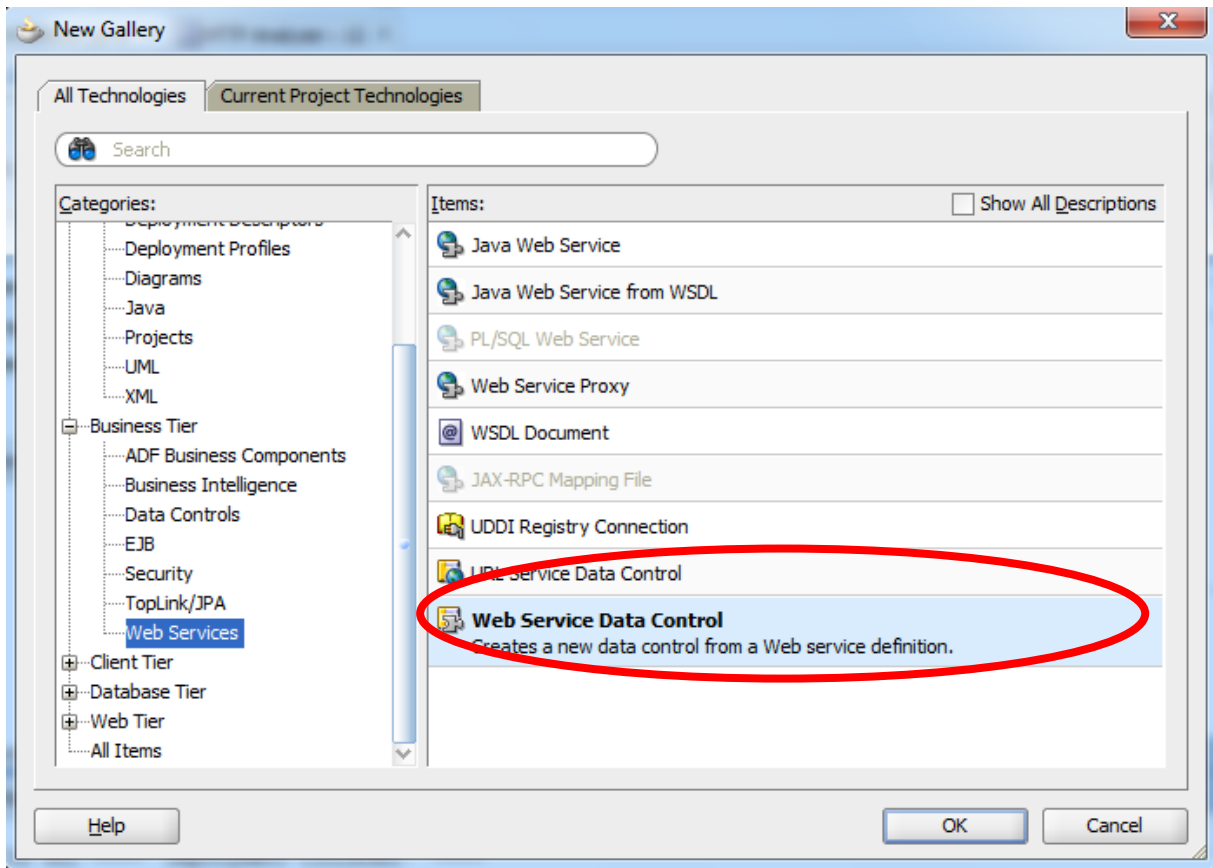 New Gallery
All Technologies
Current Project Technologies
Search
Categories:
Deployment Descriptors
Deployment Profiles
Diagrams
Java
Projects
UML
XML
Business Tier
ADF Business Components
Business Intelligence
Data Controls
EJB
Security
TopLink/JPA
Web Services
Client Tier
Database Tier
Web Tier
All Items
Items:
Show All Descriptions
Java Web Service
Java Web Service from WSDL
PL/SQL Web Service
Web Service Proxy
WSDL Document
JAX-RPC Mapping File
UDDI Registry Connection
URL Service Data Control
Web Service Data Control
Creates a new data control from a Web service definition.
Help
OK
Cancel